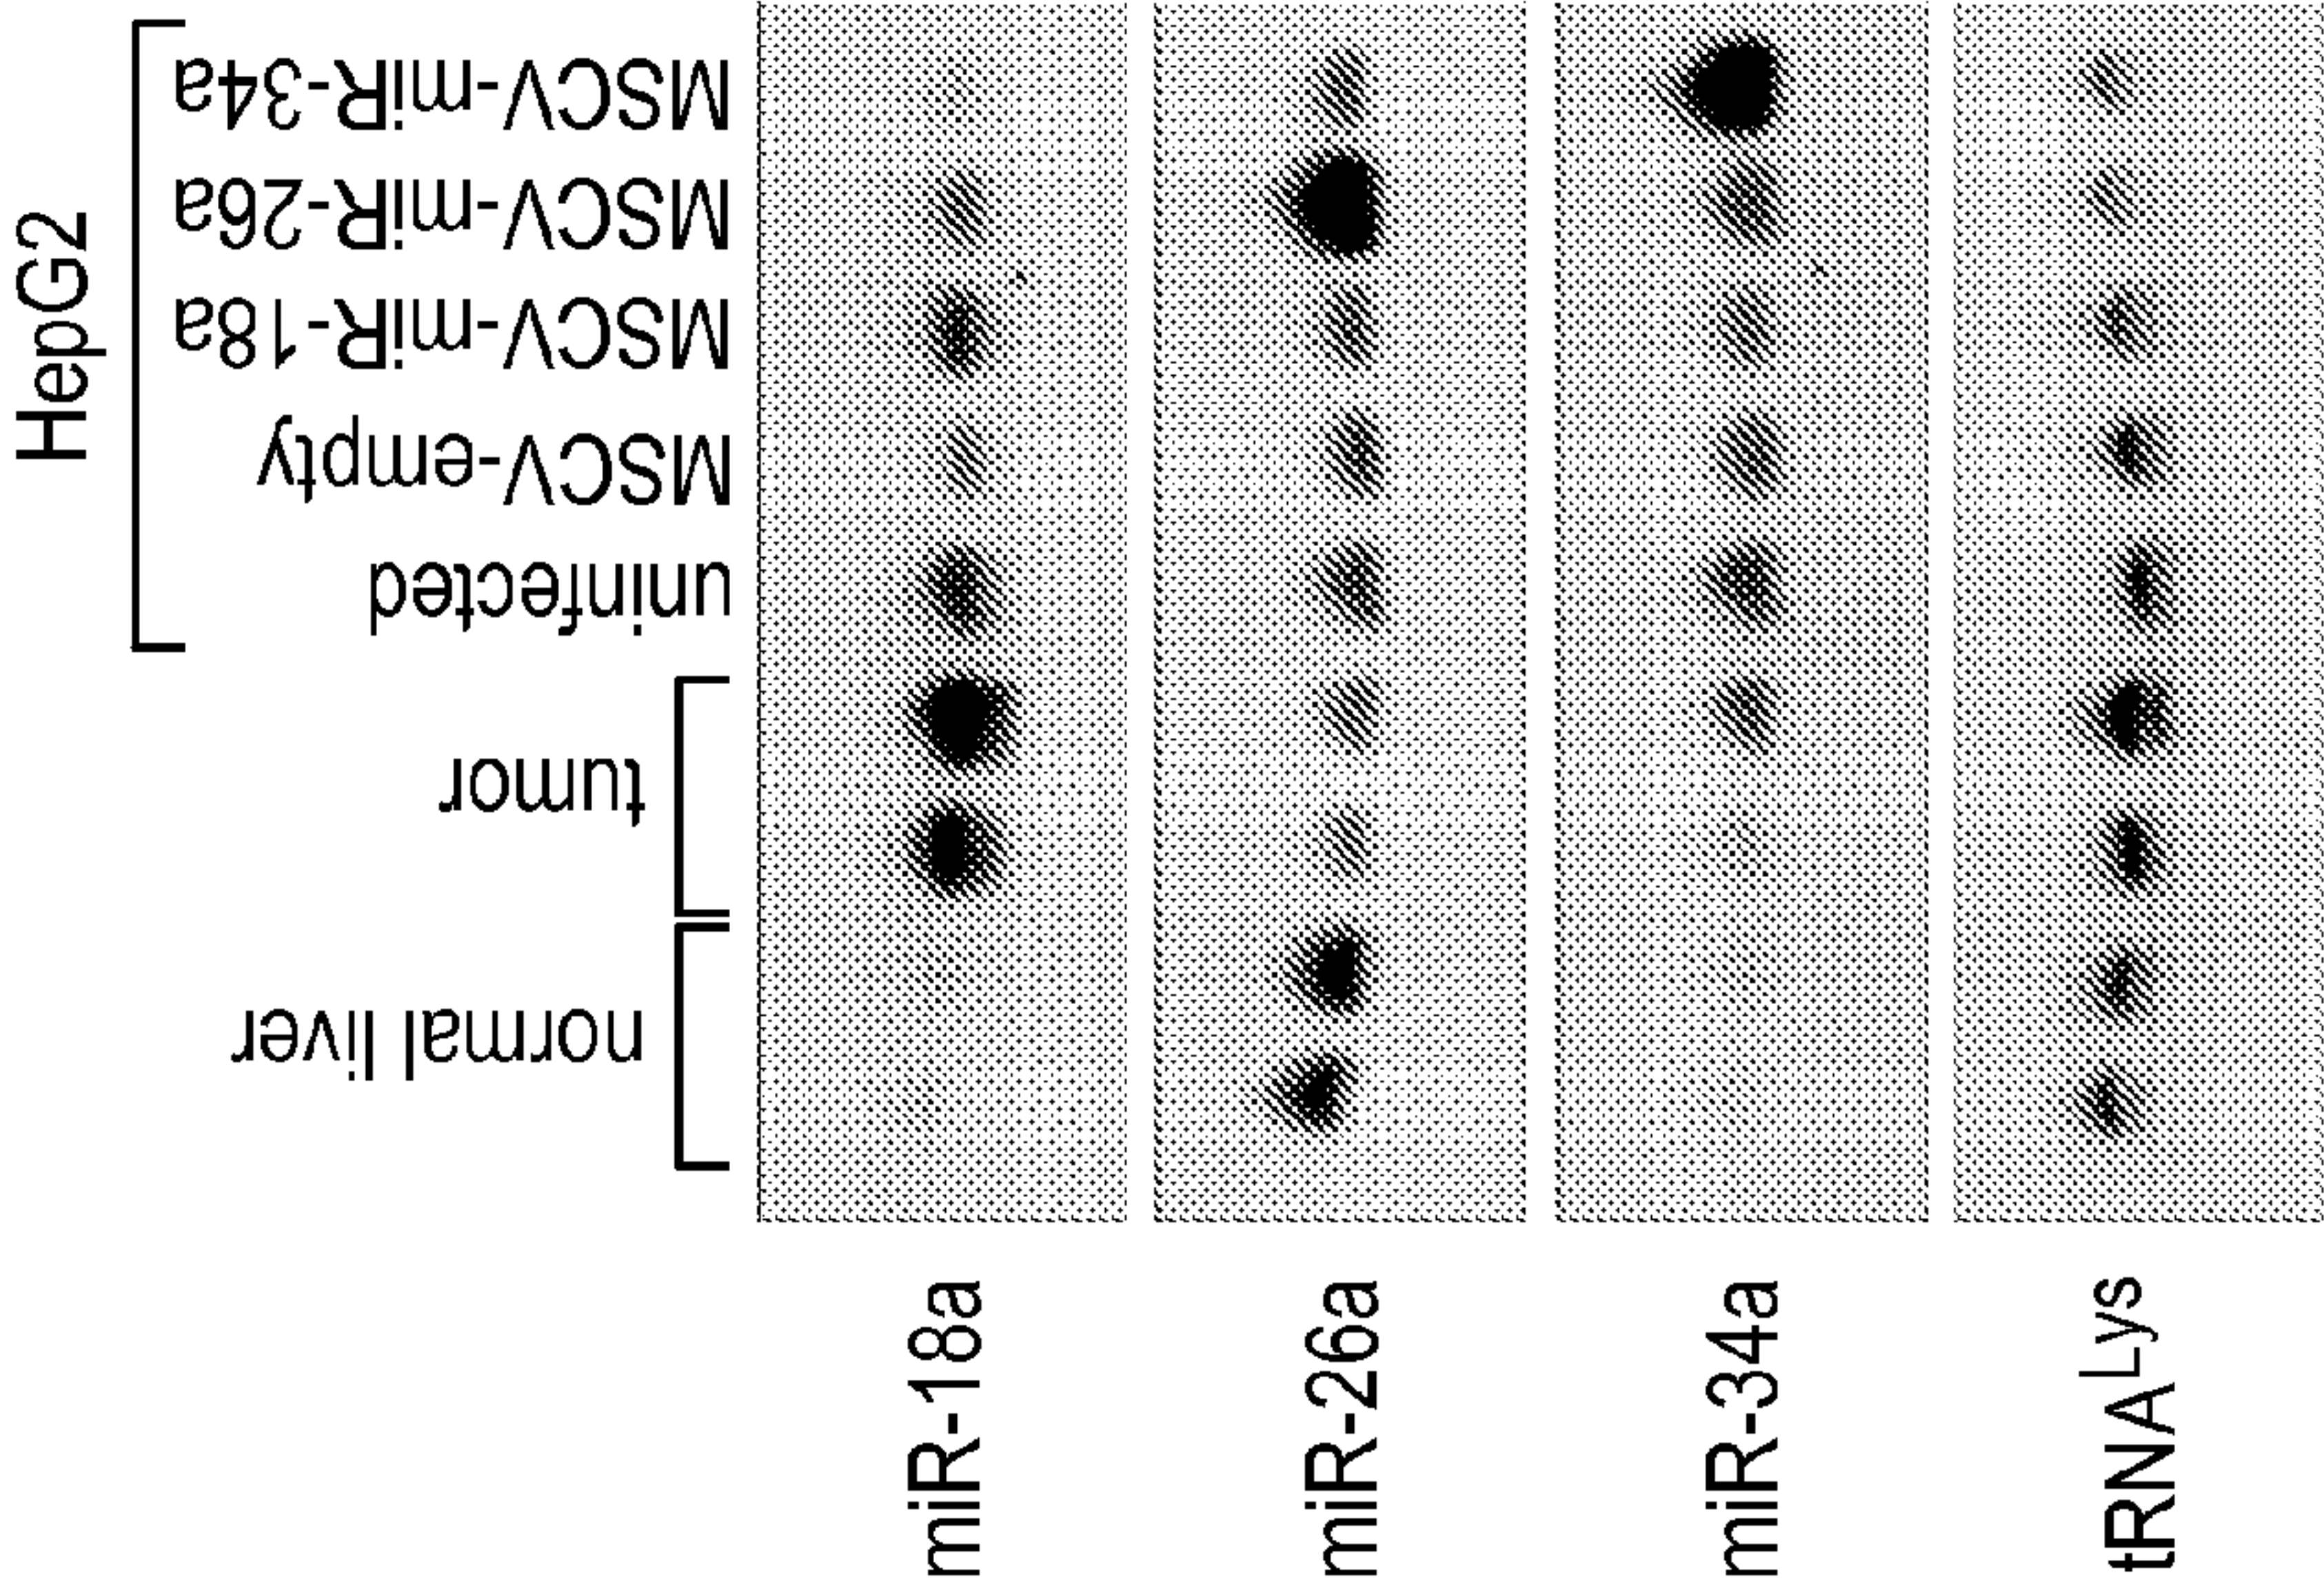 HepG2
normal liver
tumor
uninfected
MSCV-empty
MSCV-miR-18a
MSCV-miR-26a
MSCV-miR-34a
miR-18a
miR-26a
miR-34a
tRNALys